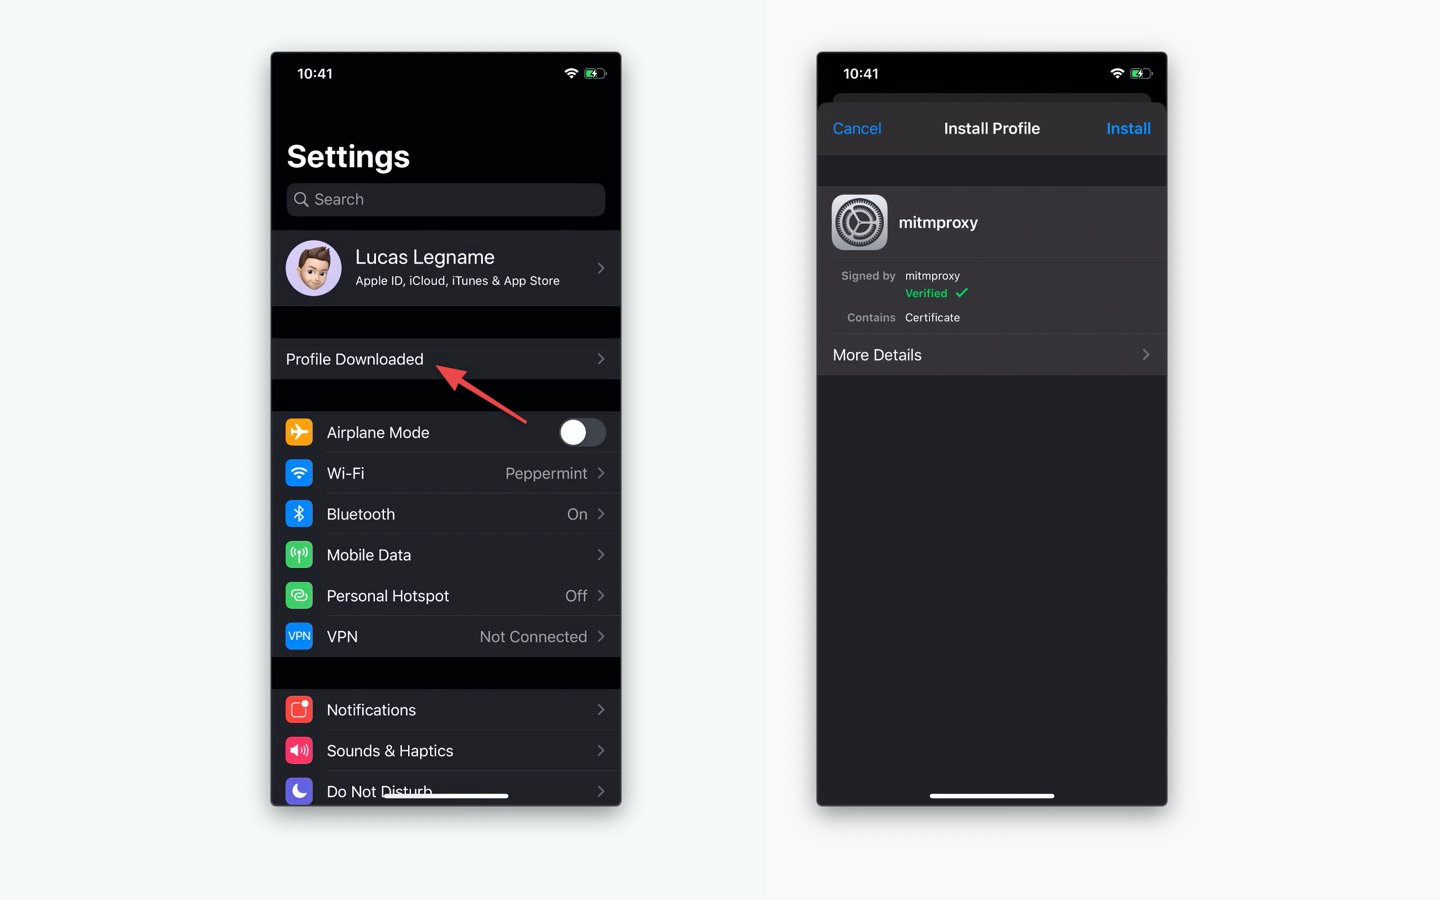 10:41
Settings
Search
Lucas Legname
Apple ID, iCloud, iTunes & App Store
Profile Downloaded
Airplane Mode
Wi-Fi Peppermint
Bluetooth On
Mobile Data
Personal Hotspot Off
VPN VPN Not Connected
Notifications
Sounds & Haptics
Do Not Disturb
10:41
Cancel Install Profile Install
mitmproxy
Signed by mitmproxy
Verified
Contains Certificate
More Details